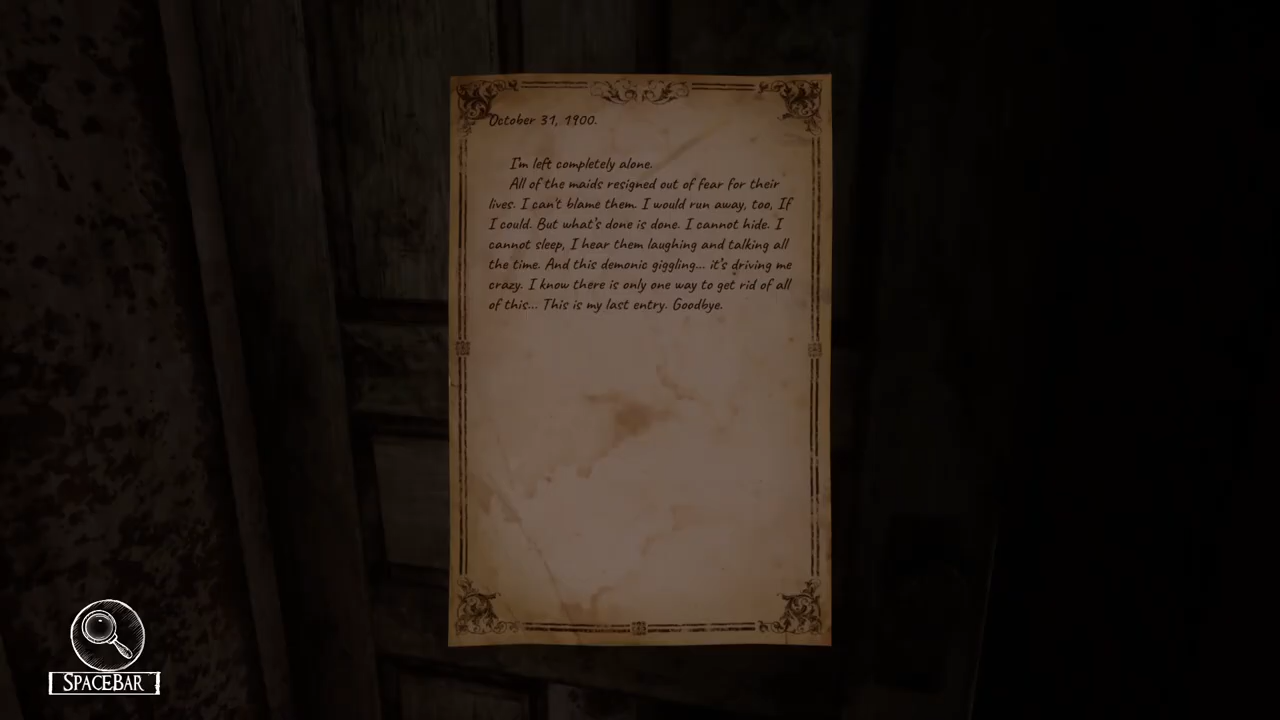 October 31, 1900.
I'm left completely alone.
All of the maids resigned out of fear for their
lives. I can't blame them. I would run away, too, If
I could. But what's done is done. I cannot hide. I
cannot sleep, I hear them laughing and talking all
the time. And this demonic giggling... it's driving me
crazy. I know there is only one way to get rid of all
of this... This is my last entry. Goodbye.
SPACEBAR